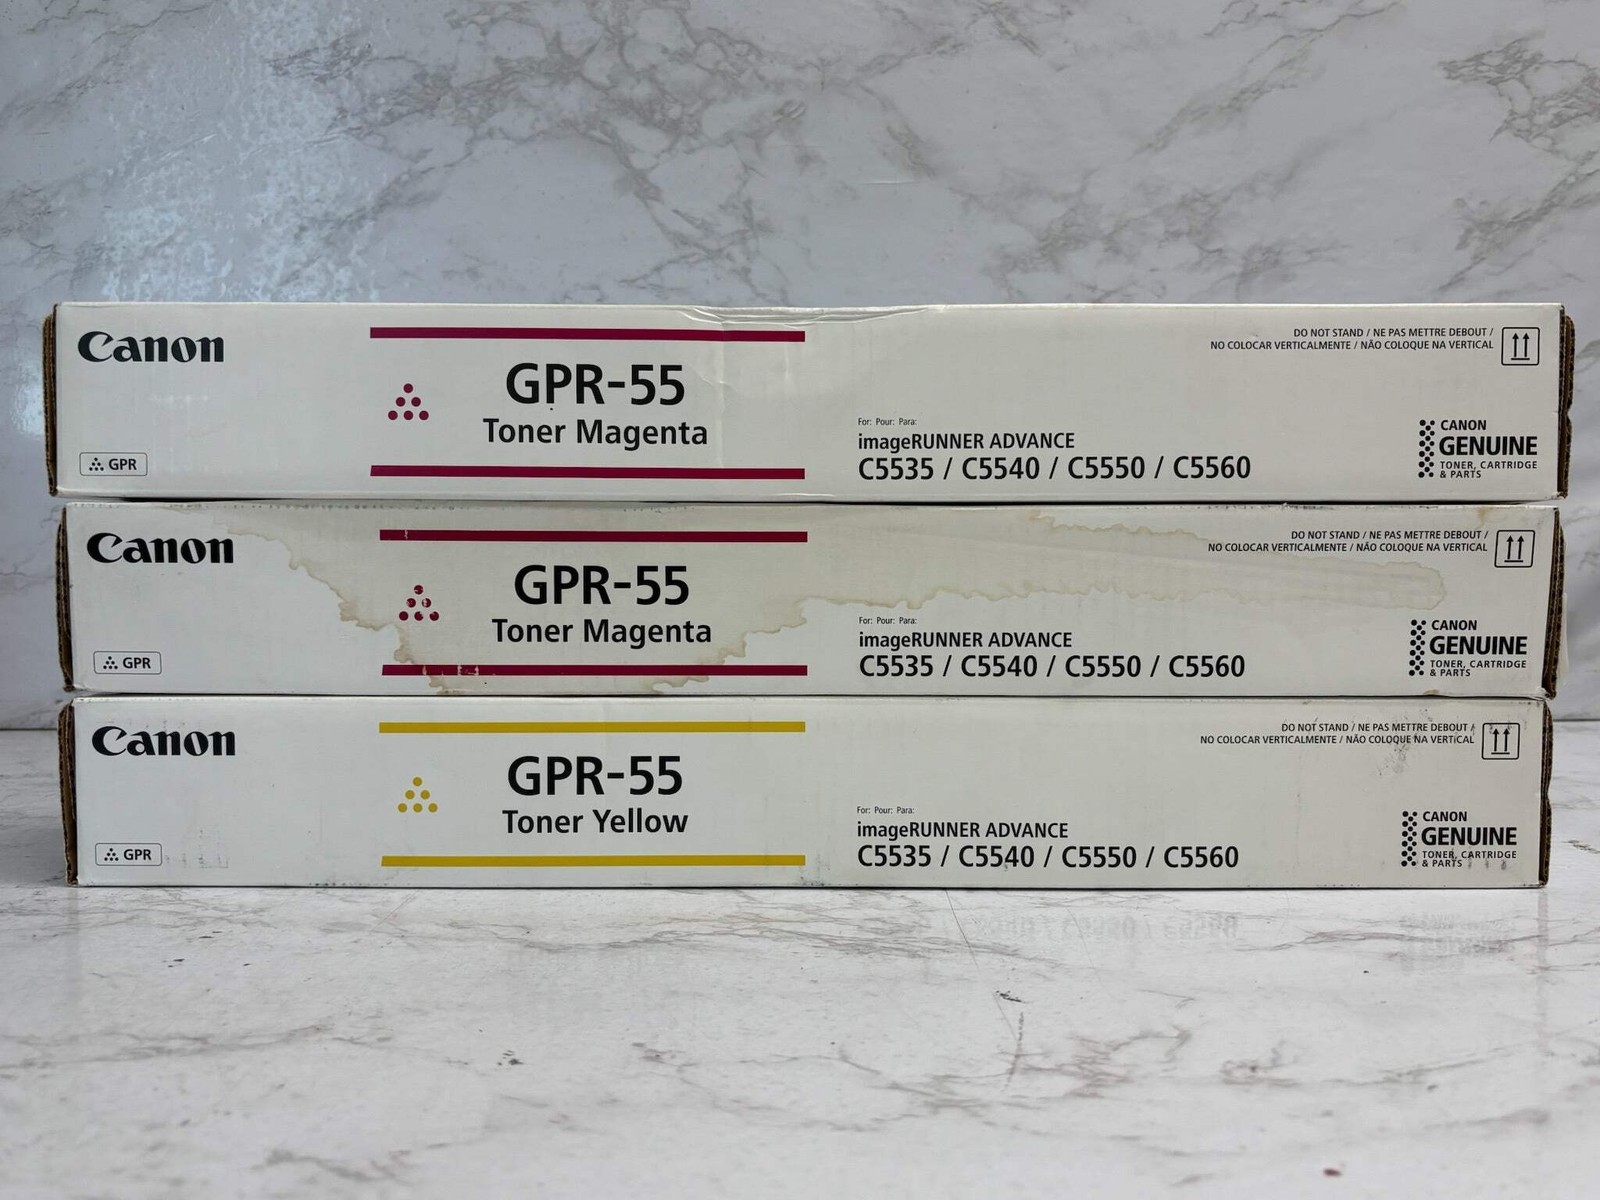 Canon
GPR-55
Toner Magenta
GPR
DO NOT STAND / NE PAS METTRE DEBOUT /
NO COLOCAR VERTICALMENTE / NÃO COLOQUE NA VERTICAL
For: Pour: Para:
imageRUNNER ADVANCE
C5535 / C5540 / C5550 / C5560
CANON
GENUINE
TONER, CARTRIDGE
& PARTS
Canon
GPR-55
Toner Magenta
GPR
DO NOT STAND / NE PAS METTRE DEBOUT /
NO COLOCAR VERTICALMENTE / NÃO COLOQUE NA VERTICAL
For: Pour: Para:
imageRUNNER ADVANCE
C5535 / C5540 / C5550 / C5560
CANON
GENUINE
TONER, CARTRIDGE
& PARTS
Canon
GPR-55
Toner Yellow
GPR
DO NOT STAND / NE PAS METTRE DEBOUT /
NO COLOCAR VERTICALMENTE / NÃO COLOQUE NA VERTICAL
For: Pour: Para:
imageRUNNER ADVANCE
C5535 / C5540 / C5550 / C5560
CANON
GENUINE
TONER, CARTRIDGE
& PARTS